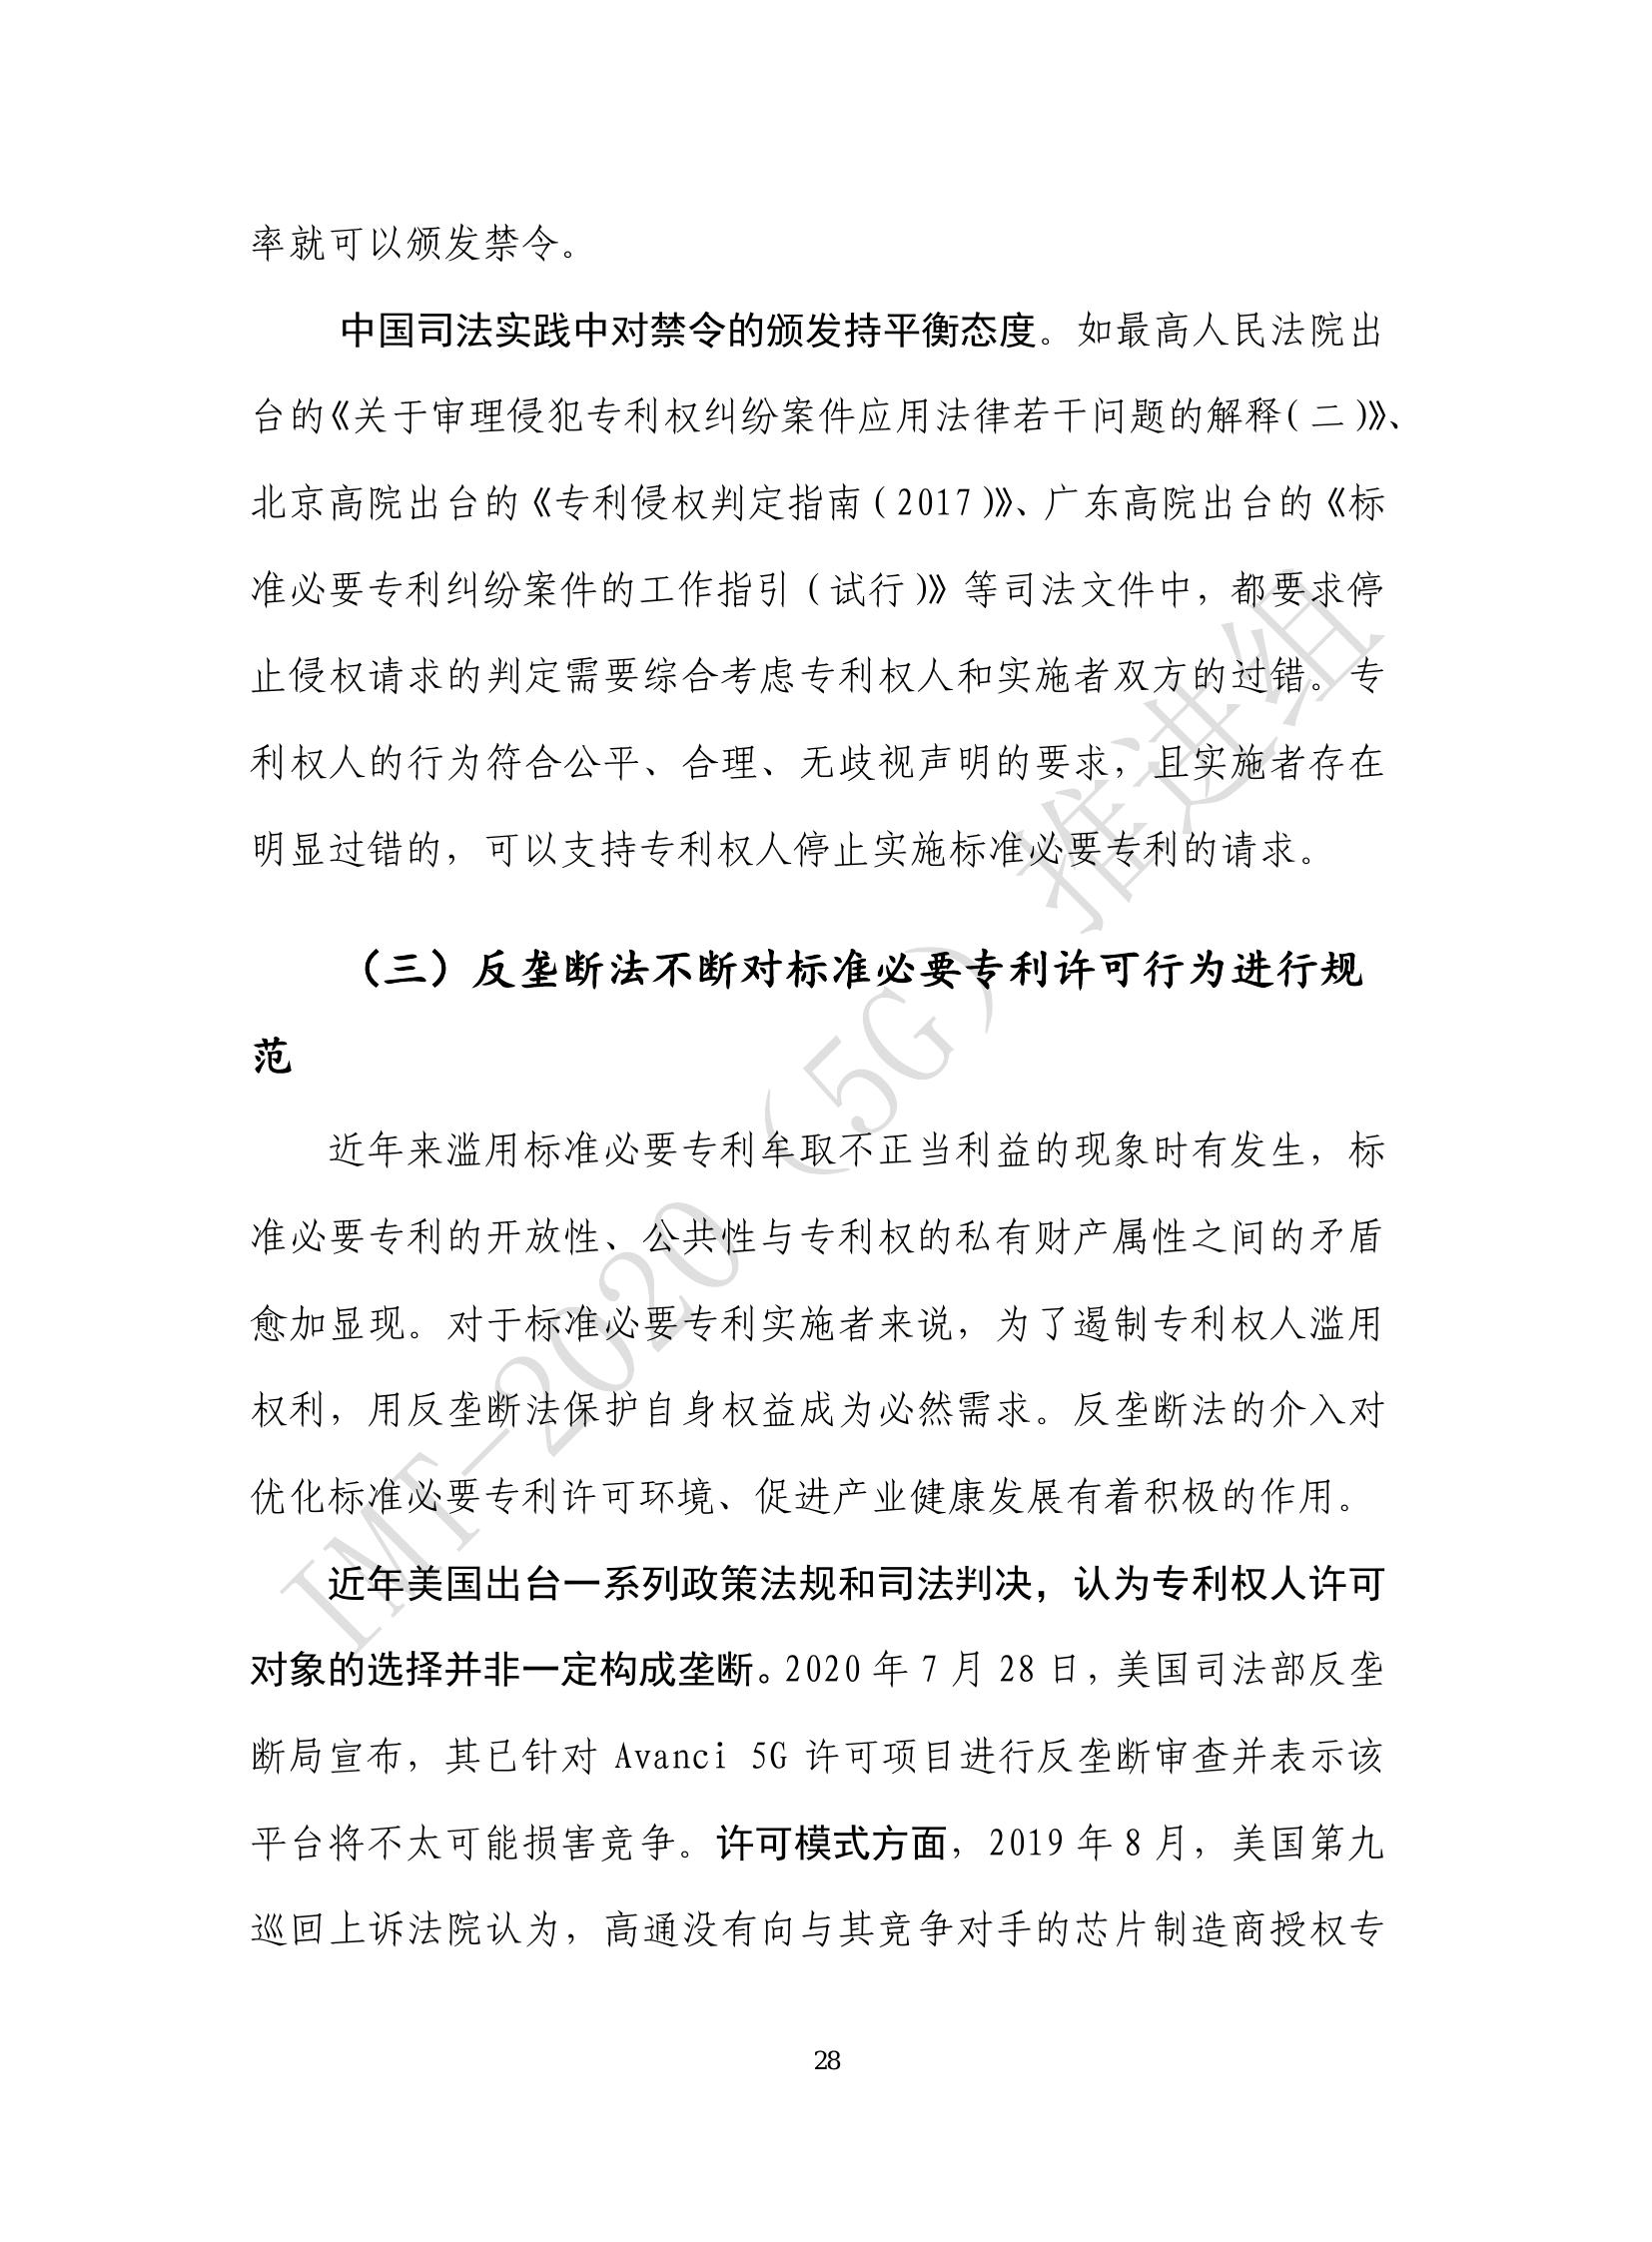 率就可以颁发禁令。
中国司法实践中对禁令的颁发持平衡态度。如最高人民法院出
台的《关于审理侵犯专利权纠纷案件应用法律若干问题的解释（二）》、
北京高院出台的《专利侵权判定指南（2017）》、广东高院出台的《标
准必要专利纠纷案件的工作指引（试行）》等司法文件中，都要求停
止侵权请求的判定需要综合考虑专利权人和实施者双方的过错。专
利权人的行为符合公平、合理、无歧视声明的要求，且实施者存在
明显过错的，可以支持专利权人停止实施标准必要专利的请求。
（三）反垄断法不断对标准必要专利许可行为进行规
范
近年来滥用标准必要专利牟取不正当利益的现象时有发生，标
准必要专利的开放性、公共性与专利权的私有财产属性之间的矛盾
愈加显现。对于标准必要专利实施者来说，为了遏制专利权人滥用
权利，用反垄断法保护自身权益成为必然需求。反垄断法的介入对
优化标准必要专利许可环境、促进产业健康发展有着积极的作用。
近年美国出台一系列政策法规和司法判决，认为专利权人许可
对象的选择并非一定构成垄断。2020 年 7 月 28 日，美国司法部反垄
断局宣布，其已针对 Avanci 5G 许可项目进行反垄断审查并表示该
平台将不太可能损害竞争。许可模式方面，2019 年 8 月，美国第九
巡回上诉法院认为，高通没有向与其竞争对手的芯片制造商授权专
28
IMT-2020（5G）推进组